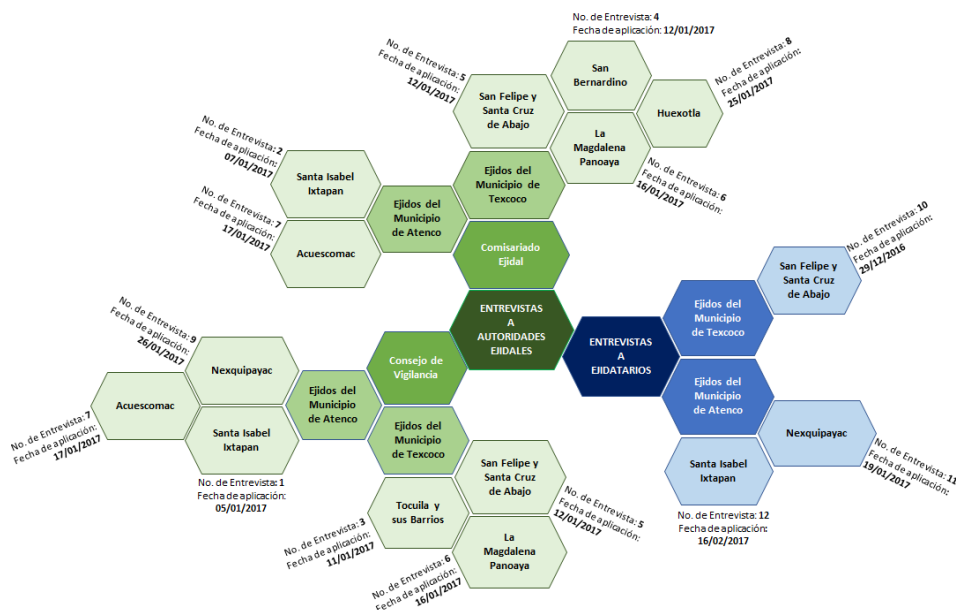 No. de Entrevista: 4
Fecha de aplicación: 12/01/2017
San
Bernardino
No. de Entrevista: 8
Fecha de aplicación:
25/01/2017
Huexotla
No. de Entrevista: 5
Fecha de aplicación:
12/01/2017
San Felipe y
Santa Cruz
de Abajo
La
Magdalena
Panoaya
No. de Entrevista: 6
Fecha de aplicación:
16/01/2017
Ejidos del
Municipio de
Texcoco
No. de Entrevista: 2
Fecha de aplicación:
07/01/2017
Santa Isabel
Ixtapan
No. de Entrevista: 7
Fecha de aplicación:
17/01/2017
Acuescomac
Ejidos del
Municipio
de Atenco
Comisariado
Ejidal
ENTREVISTAS
A
AUTORIDADES
EJIDALES
ENTREVISTAS
A
EJIDATARIOS
Ejidos del
Municipio
de Texcoco
San Felipe y
Santa Cruz
de Abajo
No. de Entrevista: 10
Fecha de aplicación:
29/12/2016
Ejidos del
Municipio
de Atenco
Nexquipayac
No. de Entrevista: 11
Fecha de aplicación:
19/01/2017
Santa Isabel
Ixtapan
No. de Entrevista: 12
Fecha de aplicación:
16/02/2017
Consejo de
Vigilancia
Ejidos del
Municipio
de Atenco
No. de Entrevista: 9
Fecha de aplicación:
26/01/2017
Nexquipayac
Acuescomac
No. de Entrevista: 7
Fecha de aplicación:
17/01/2017
Santa Isabel
Ixtapan
No. de Entrevista: 1
Fecha de aplicación:
05/01/2017
Ejidos del
Municipio
de Texcoco
San Felipe y
Santa Cruz
de Abajo
No. de Entrevista: 5
Fecha de aplicación:
12/01/2017
Tocuila y
sus Barrios
No. de Entrevista: 3
Fecha de aplicación:
11/01/2017
La
Magdalena
Panoaya
No. de Entrevista: 6
Fecha de aplicación:
16/01/2017